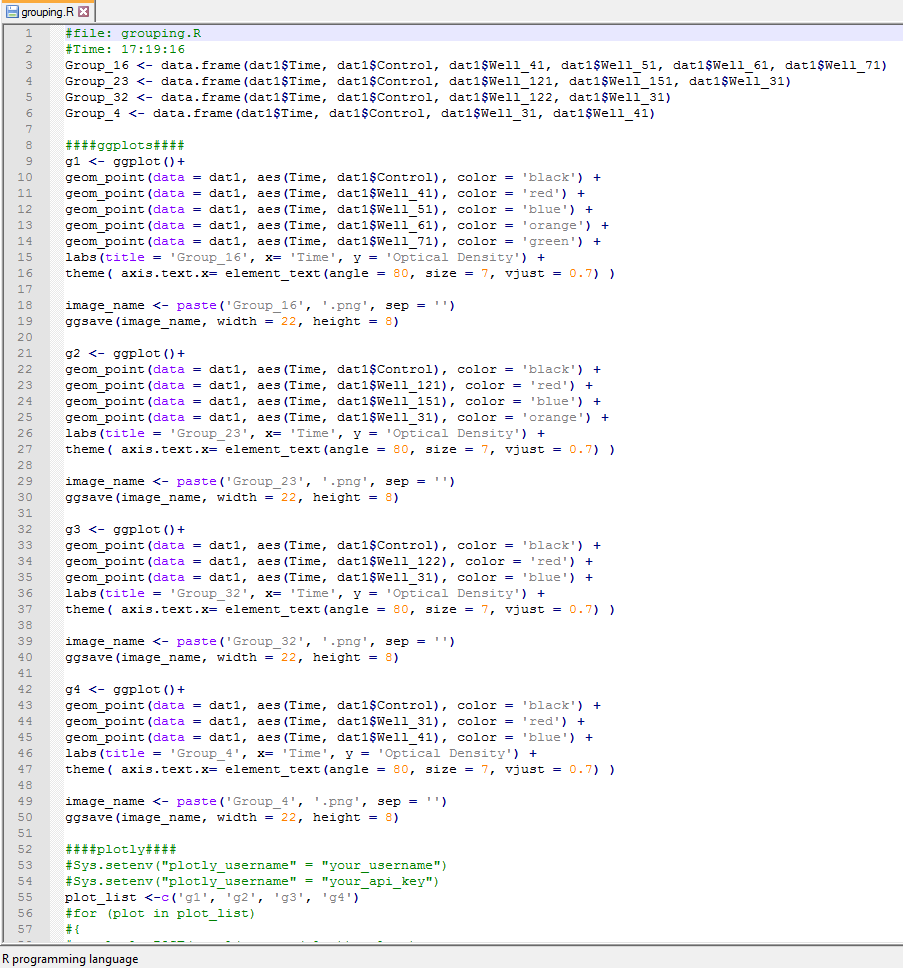 grouping.R
1 #file: grouping.R
2 #Time: 17:19:16
3 Group_16 <- data.frame(dat1$Time, dat1$Control, dat1$Well_41, dat1$Well_51, dat1$Well_61, dat1$Well_71)
4 Group_23 <- data.frame(dat1$Time, dat1$Control, dat1$Well_121, dat1$Well_151, dat1$Well_31)
5 Group_32 <- data.frame(dat1$Time, dat1$Control, dat1$Well_122, dat1$Well_31)
6 Group_4 <- data.frame(dat1$Time, dat1$Control, dat1$Well_31, dat1$Well_41)
7
8 ####ggplots####
9 g1 <- ggplot()+
10 geom_point(data = dat1, aes(Time, dat1$Control), color = 'black') +
11 geom_point(data = dat1, aes(Time, dat1$Well_41), color = 'red') +
12 geom_point(data = dat1, aes(Time, dat1$Well_51), color = 'blue') +
13 geom_point(data = dat1, aes(Time, dat1$Well_61), color = 'orange') +
14 geom_point(data = dat1, aes(Time, dat1$Well_71), color = 'green') +
15 labs(title = 'Group_16', x= 'Time', y = 'Optical Density') +
16 theme( axis.text.x= element_text(angle = 80, size = 7, vjust = 0.7) )
17
18 image_name <- paste('Group_16', '.png', sep = '')
19 ggsave(image_name, width = 22, height = 8)
20
21 g2 <- ggplot()+
22 geom_point(data = dat1, aes(Time, dat1$Control), color = 'black') +
23 geom_point(data = dat1, aes(Time, dat1$Well_121), color = 'red') +
24 geom_point(data = dat1, aes(Time, dat1$Well_151), color = 'blue') +
25 geom_point(data = dat1, aes(Time, dat1$Well_31), color = 'orange') +
26 labs(title = 'Group_23', x= 'Time', y = 'Optical Density') +
27 theme( axis.text.x= element_text(angle = 80, size = 7, vjust = 0.7) )
28
29 image_name <- paste('Group_23', '.png', sep = '')
30 ggsave(image_name, width = 22, height = 8)
31
32 g3 <- ggplot()+
33 geom_point(data = dat1, aes(Time, dat1$Control), color = 'black') +
34 geom_point(data = dat1, aes(Time, dat1$Well_122), color = 'red') +
35 geom_point(data = dat1, aes(Time, dat1$Well_31), color = 'blue') +
36 labs(title = 'Group_32', x= 'Time', y = 'Optical Density') +
37 theme( axis.text.x= element_text(angle = 80, size = 7, vjust = 0.7) )
38
39 image_name <- paste('Group_32', '.png', sep = '')
40 ggsave(image_name, width = 22, height = 8)
41
42 g4 <- ggplot()+
43 geom_point(data = dat1, aes(Time, dat1$Control), color = 'black') +
44 geom_point(data = dat1, aes(Time, dat1$Well_31), color = 'red') +
45 geom_point(data = dat1, aes(Time, dat1$Well_41), color = 'blue') +
46 labs(title = 'Group_4', x= 'Time', y = 'Optical Density') +
47 theme( axis.text.x= element_text(angle = 80, size = 7, vjust = 0.7) )
48
49 image_name <- paste('Group_4', '.png', sep = '')
50 ggsave(image_name, width = 22, height = 8)
51
52 ####plotly####
53 #Sys.setenv("plotly_username" = "your_username")
54 #Sys.setenv("plotly_username" = "your_api_key")
55 plot_list <-c('g1', 'g2', 'g3', 'g4')
56 #for (plot in plot_list)
57 #{
R programming language